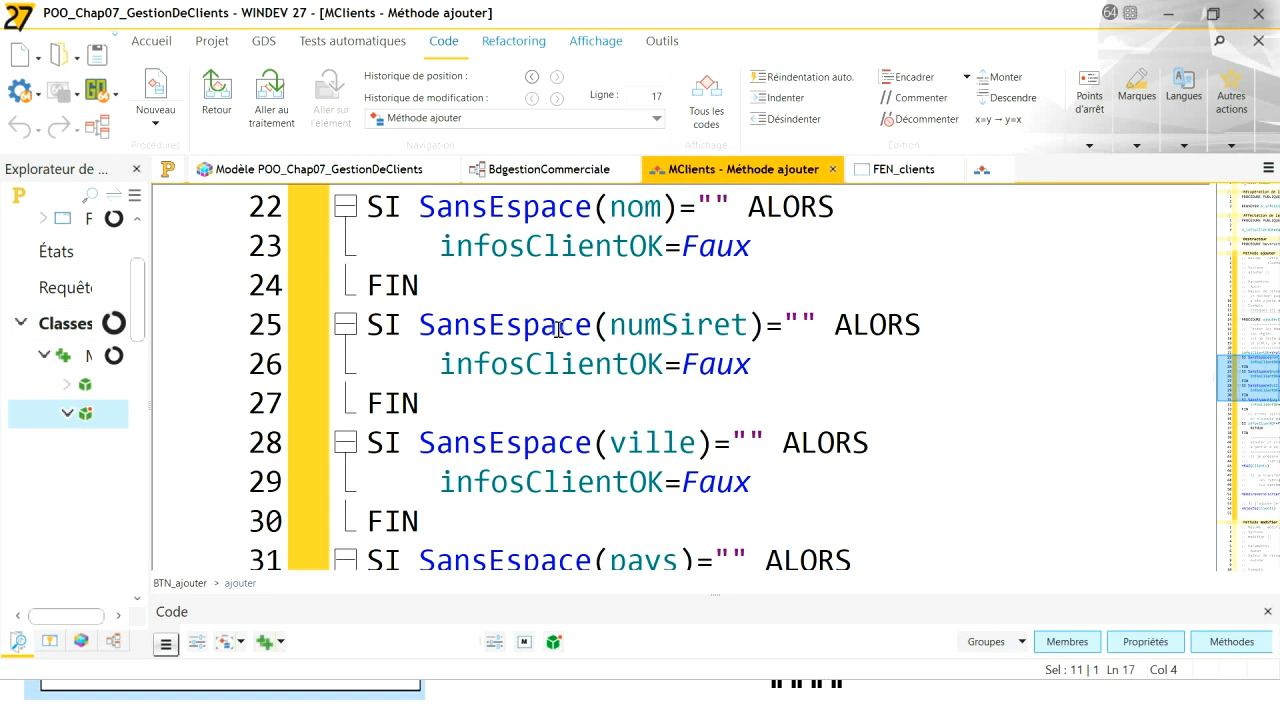 27 POO_Chap07_GestionDeClients - WINDEV 27 - [MClients - Méthode ajouter]
64
Accueil Projet GDS Tests automatiques Code Refactoring Affichage Outils
GO
Nouveau
Retour
Aller au traitement
Aller sur l'élément
Historique de position :
Historique de modification :
Ligne : 17
Méthode ajouter
Tous les codes
Réindentation auto.
Indenter
Désindenter
Encadrer
// Commenter
Décommenter
Monter
Descendre
x=y → y=x
Points d'arrêt
Marques
Langues
Autres actions
Procédures
Navigation
Affichage
Edition
Explorateur de ...
Modèle POO_Chap07_GestionDeClients
BdgestionCommerciale
MClients - Méthode ajouter
FEN_clients
F
États
Requêt
Classes
22 SI SansEspace(nom)="" ALORS
23 infosClientOK=Faux
24 FIN
25 SI SansEspace(numSiret)="" ALORS
26 infosClientOK=Faux
27 FIN
28 SI SansEspace(ville)="" ALORS
29 infosClientOK=Faux
30 FIN
31 SI SansEspace(pays)="" ALORS
BTN_ajouter > ajouter
Code
Groupes
Membres
Propriétés
Méthodes
Sel : 11 | 1 Ln 17 Col 4